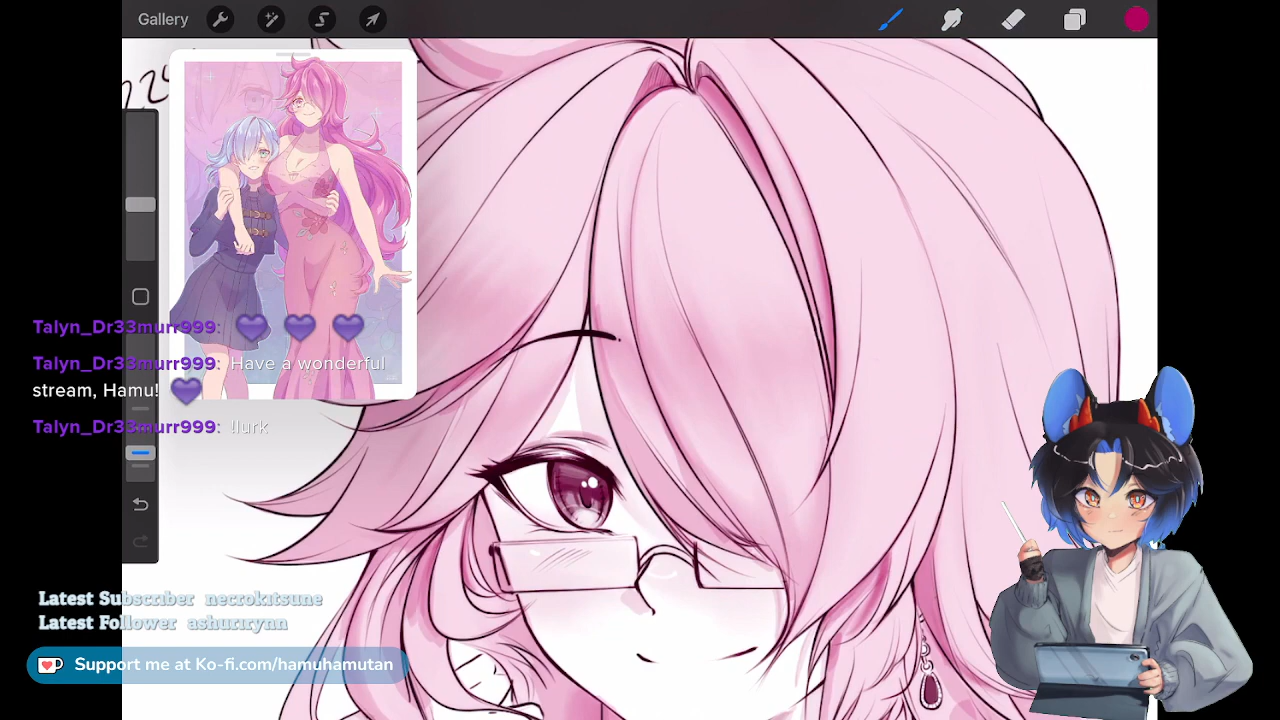 Gallery
224
Talyn_Dr33murr999: 💜 💜 💜
Talyn_Dr33murr999: Have a wonderful
stream, Hamu! 💜
Talyn_Dr33murr999: !lurk
Latest Subscriber necrokitsune
Latest Follower ashurirynn
Support me at Ko-fi.com/hamuhamutan